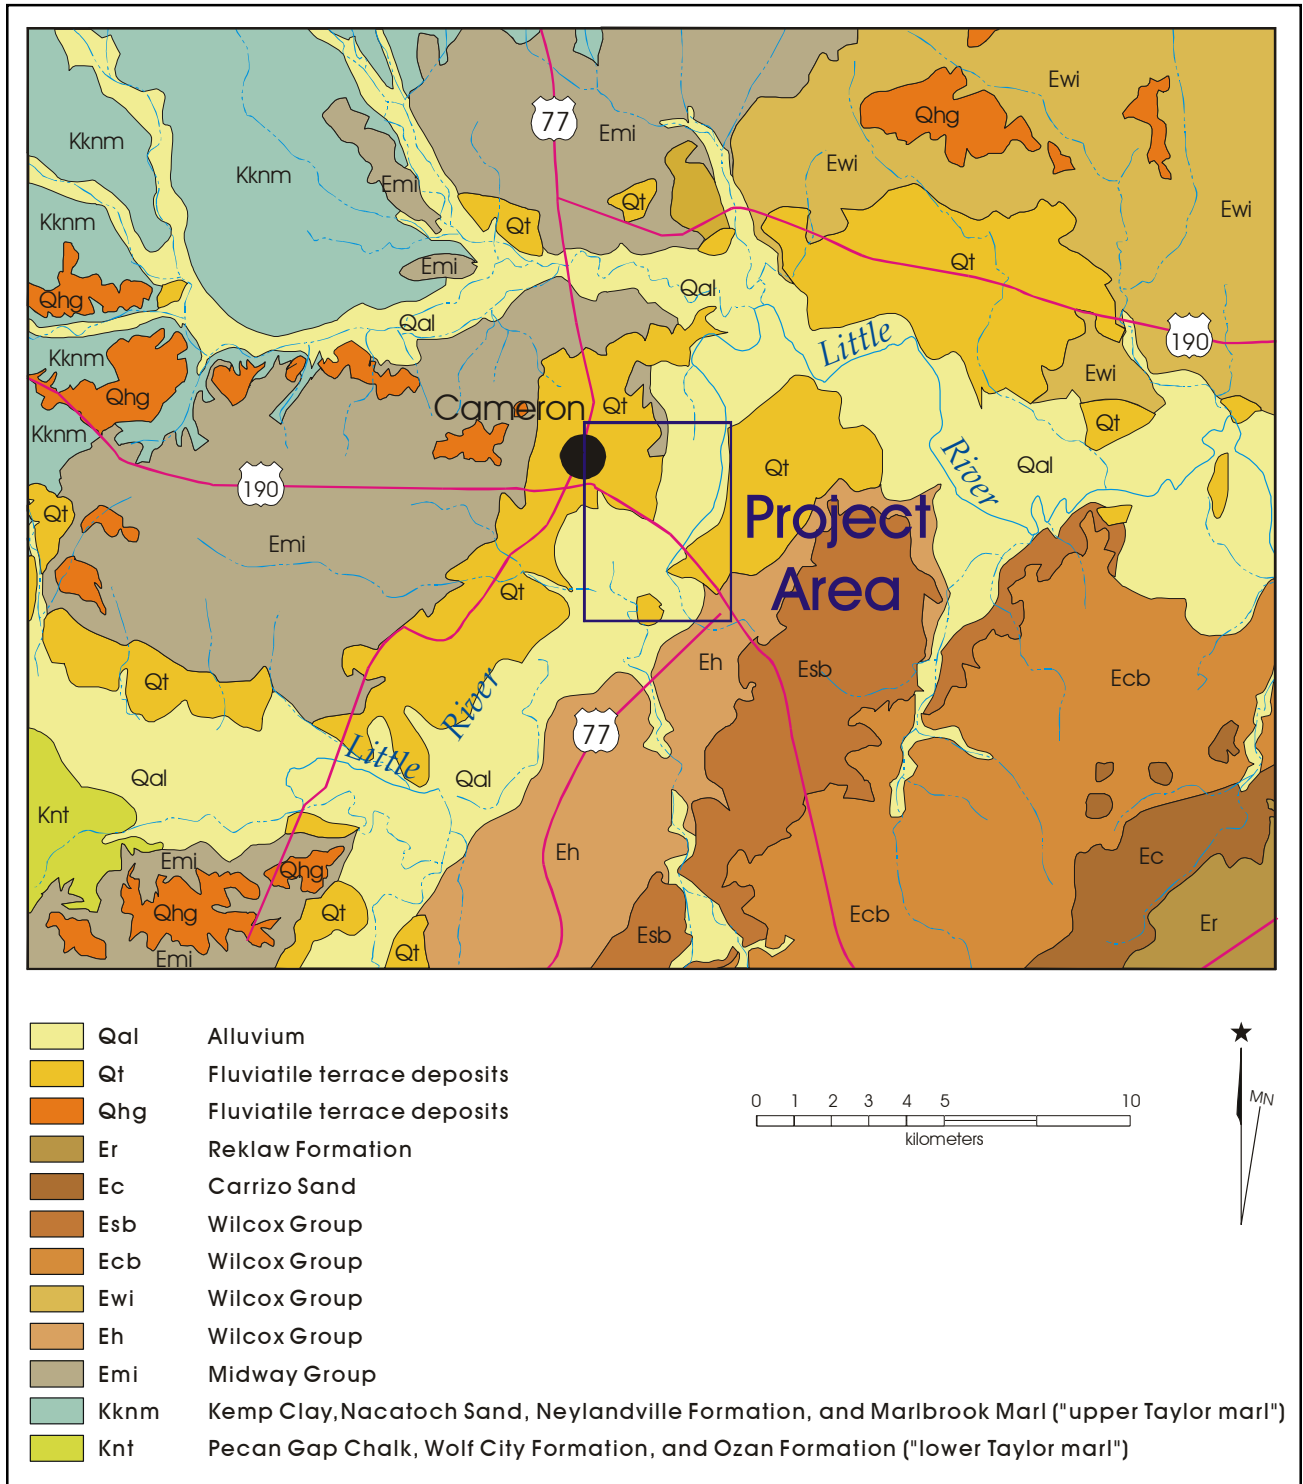 Ewi
77
Qhg
Kknm
Emi
Ewi
Kknm
Emi
Qt
Ewi
Kknm
Qt
Emi
Qt
Qhg
Qal
Qal
Little
190
Kknm
Ewi
Qhg
Cameron
Qt
Qt
Kknm
River
Qal
Qt
190
Qt
Project
Emi
Area
Qt
Eh
Esb
Ecb
Qt
River
77
Little
Qal
Qal
Knt
Emi
Eh
Ec
Qhg
Qhg
Qt
Ecb
Er
Esb
Qt
Emi
Qal Alluvium
Qt Fluviatile terrace deposits
Qhg Fluviatile terrace deposits
Er Reklaw Formation
Ec Carrizo Sand
Esb Wilcox Group
Ecb Wilcox Group
Ewi Wilcox Group
Eh Wilcox Group
Emi Midway Group
Kknm Kemp Clay,Nacatoch Sand, Neylandville Formation, and Marlbrook Marl ("upper Taylor marl")
Knt Pecan Gap Chalk, Wolf City Formation, and Ozan Formation ("lower Taylor marl")
0 1 2 3 4 5 10
kilometers
MN